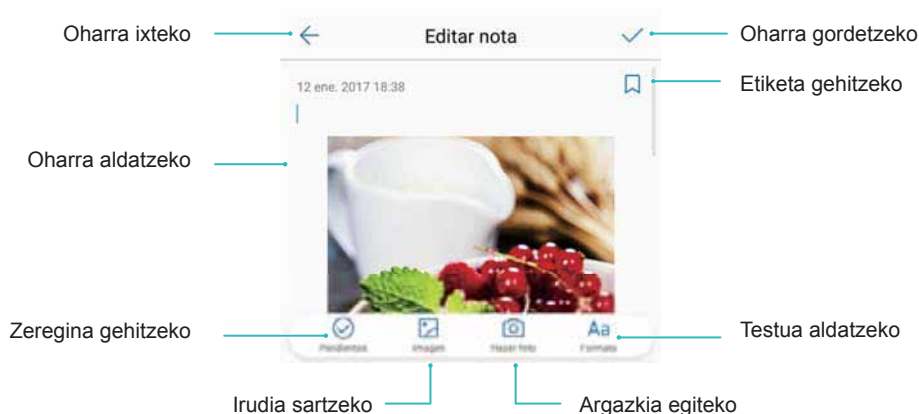 Oharra ixteko
Editar nota
Oharra gordetzeko
12 ene. 2017 18:38
Etiketa gehitzeko
Oharra aldatzeko
Zeregina gehitzeko
Pendientes
Imagen
Hacer foto
Aa
Formato
Testua aldatzeko
Irudia sartzeko
Argazkia egiteko